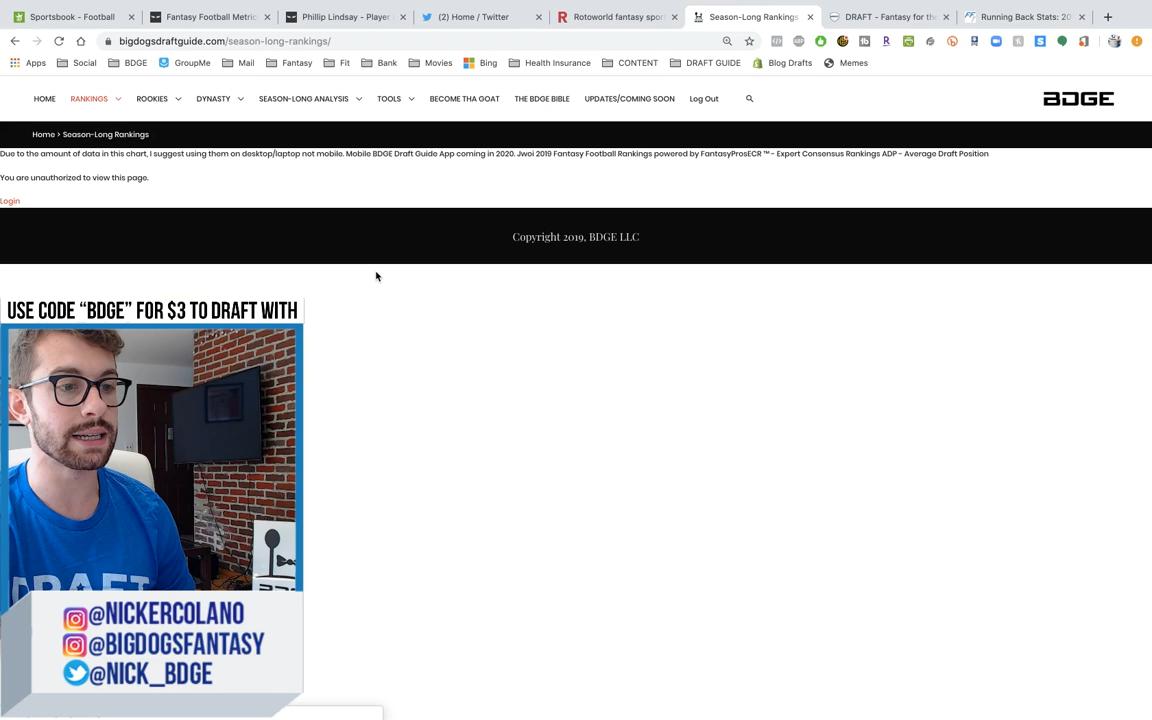 Sportsbook - Football
Fantasy Football Metric
Phillip Lindsay - Player
(2) Home / Twitter
Rotoworld fantasy spor
Season-Long Rankings
DRAFT - Fantasy for the
Running Back Stats: 20
bigdogsdraftguide.com/season-long-rankings/
Apps
Social
BDGE
GroupMe
Mail
Fantasy
Fit
Bank
Movies
Bing
Health Insurance
CONTENT
DRAFT GUIDE
Blog Drafts
Memes
HOME
RANKINGS
ROOKIES
DYNASTY
SEASON-LONG ANALYSIS
TOOLS
BECOME THA GOAT
THE BDGE BIBLE
UPDATES/COMING SOON
Log Out
BDGE
Home > Season-Long Rankings
Due to the amount of data in this chart, I suggest using them on desktop/laptop not mobile. Mobile BDGE Draft Guide App coming in 2020. Jwoi 2019 Fantasy Football Rankings powered by FantasyProsECR ™ - Expert Consensus Rankings ADP - Average Draft Position
You are unauthorized to view this page.
Login
Copyright 2019, BDGE LLC
USE CODE “BDGE” FOR $3 TO DRAFT WITH
DRAFT
@NICKERCOLANO
@BIGDOGSFANTASY
@NICK_BDGE